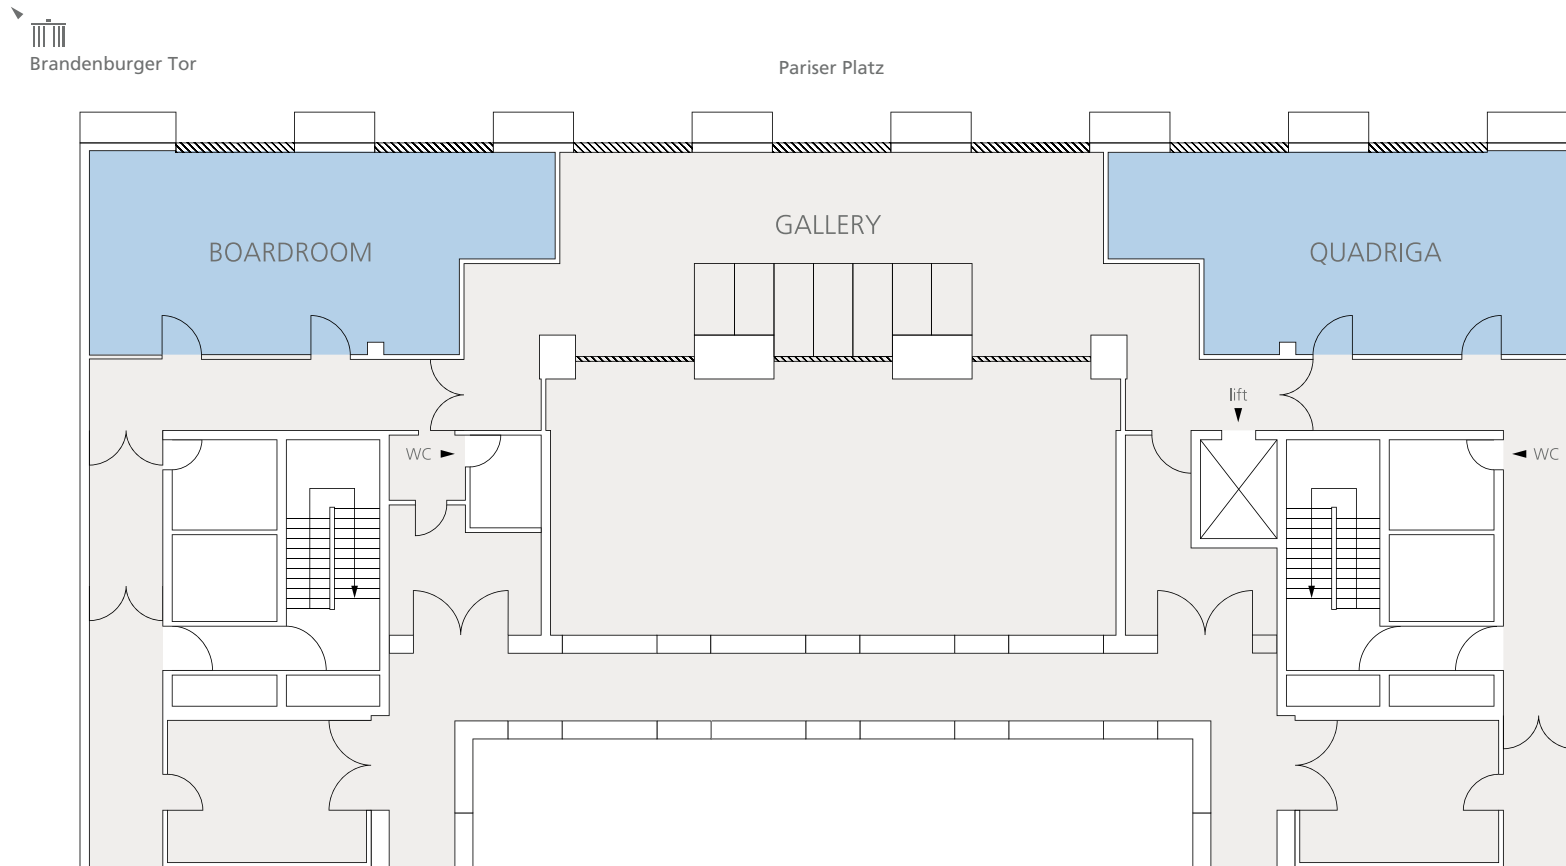 Brandenburger Tor
Pariser Platz
GALLERY
BOARDROOM
QUADRIGA
lift
WC
WC